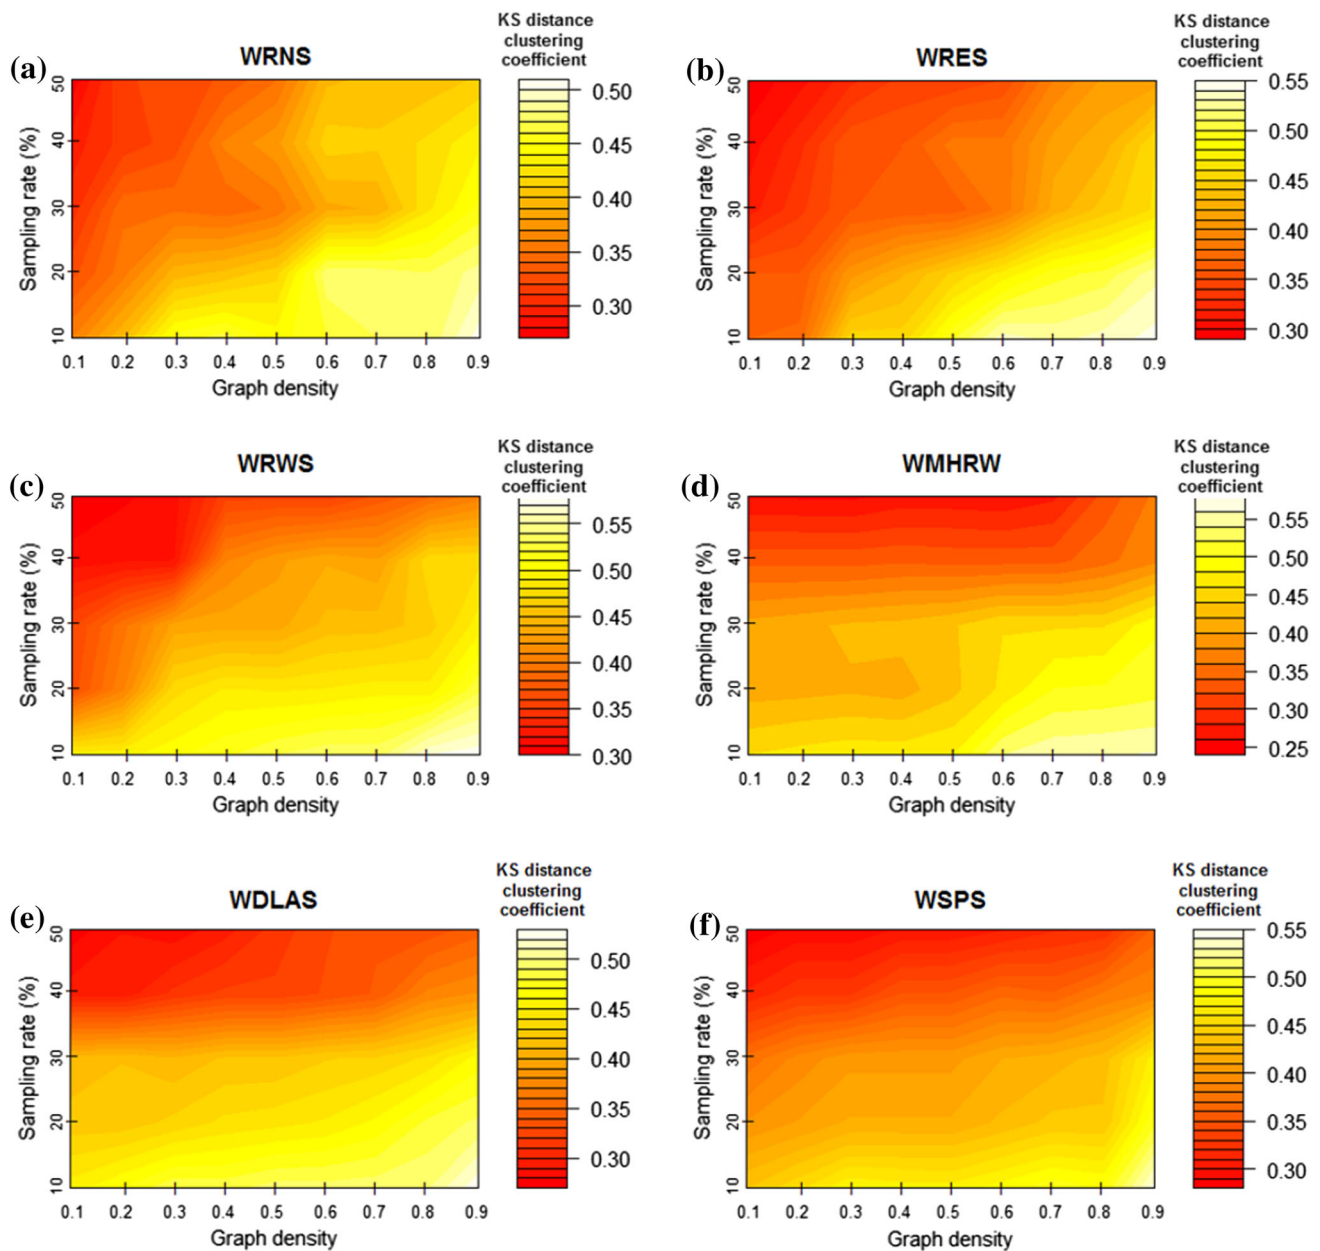 (a)
WRNS
KS distance
clustering
coefficient
Sampling rate (%)
50
40
30
20
10
0.1 0.2 0.3 0.4 0.5 0.6 0.7 0.8 0.9
Graph density
0.50
0.45
0.40
0.35
0.30
(b)
WRES
KS distance
clustering
coefficient
Sampling rate (%)
50
40
30
20
10
0.1 0.2 0.3 0.4 0.5 0.6 0.7 0.8 0.9
Graph density
0.55
0.50
0.45
0.40
0.35
0.30
(c)
WRWS
KS distance
clustering
coefficient
Sampling rate (%)
50
40
30
20
10
0.1 0.2 0.3 0.4 0.5 0.6 0.7 0.8 0.9
Graph density
0.55
0.50
0.45
0.40
0.35
0.30
(d)
WMHRW
KS distance
clustering
coefficient
Sampling rate (%)
50
40
30
20
10
0.1 0.2 0.3 0.4 0.5 0.6 0.7 0.8 0.9
Graph density
0.55
0.50
0.45
0.40
0.35
0.30
0.25
(e)
WDLAS
KS distance
clustering
coefficient
Sampling rate (%)
50
40
30
20
10
0.1 0.2 0.3 0.4 0.5 0.6 0.7 0.8 0.9
Graph density
0.50
0.45
0.40
0.35
0.30
(f)
WSPS
KS distance
clustering
coefficient
Sampling rate (%)
50
40
30
20
10
0.1 0.2 0.3 0.4 0.5 0.6 0.7 0.8 0.9
Graph density
0.55
0.50
0.45
0.40
0.35
0.30